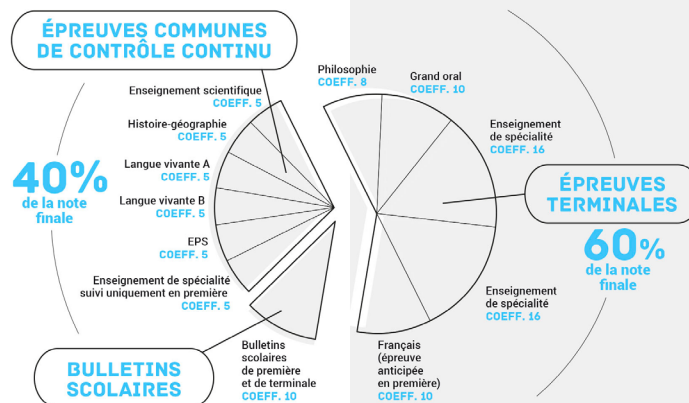 ÉPREUVES COMMUNES
DE CONTRÔLE CONTINU
Enseignement scientifique
COEFF. 5
Histoire-géographie
COEFF. 5
Langue vivante A
COEFF. 5
Langue vivante B
COEFF. 5
EPS
COEFF. 5
Enseignement de spécialité
suivi uniquement en première
COEFF. 5
40%
de la note
finale
BULLETINS
SCOLAIRES
Bulletins
scolaires
de première
et de terminale
COEFF. 10
Philosophie
COEFF. 8
Grand oral
COEFF. 10
Enseignement
de spécialité
COEFF. 16
ÉPREUVES
TERMINALES
60%
de la note
finale
Enseignement
de spécialité
COEFF. 16
Français
(épreuve
anticipée
en première)
COEFF. 10